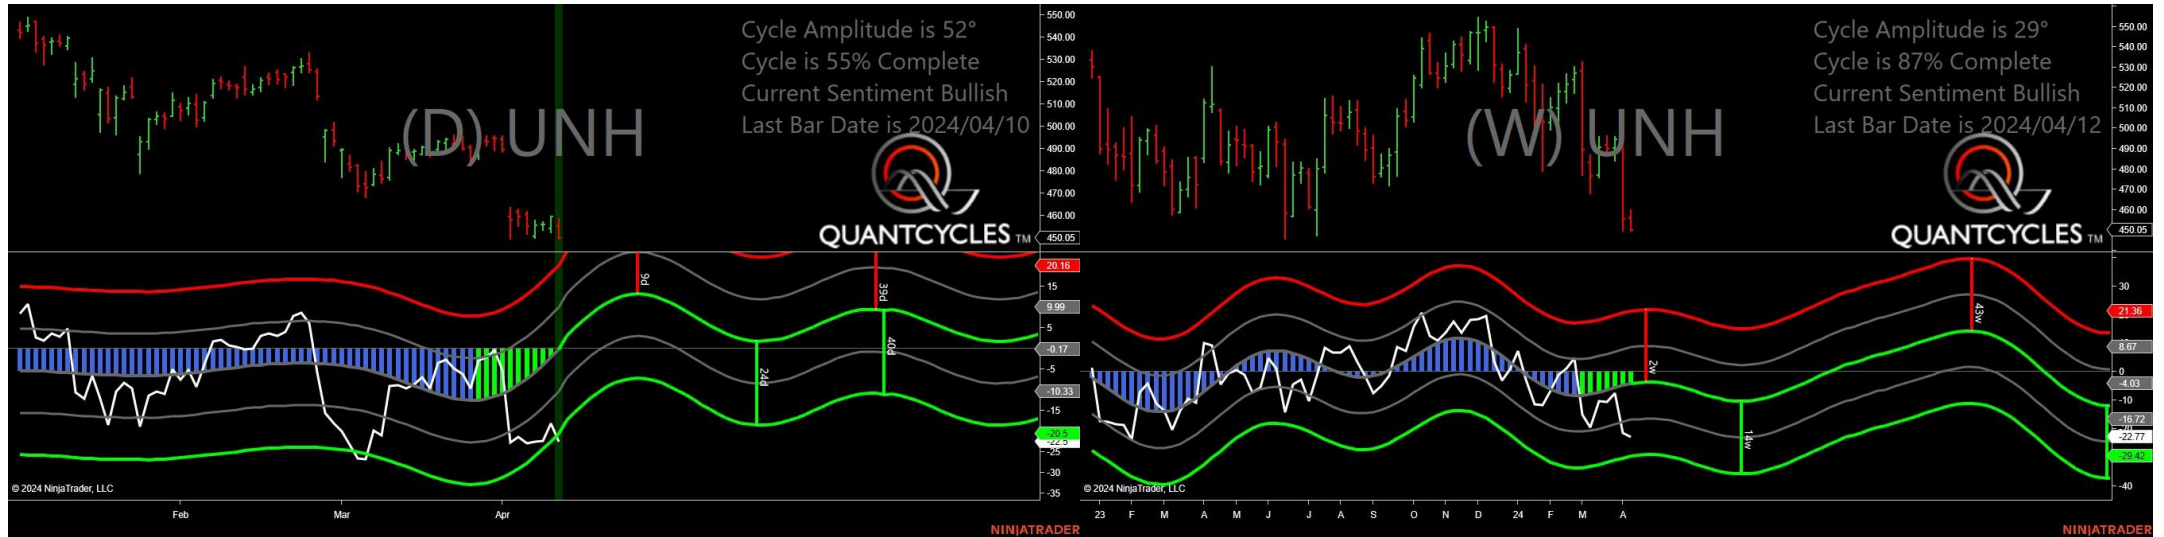 Cycle Amplitude is 52°
Cycle is 55% Complete
Current Sentiment Bullish
Last Bar Date is 2024/04/10
(D) UNH
QUANTCYCLES TM
550.00
540.00
530.00
520.00
510.00
500.00
490.00
480.00
470.00
460.00
450.05
20.16
15
9.99
5
-0.17
-5
-10.33
-15
-20.5
-22.5
-25
-30
-35
9d
24d
39d
40d
© 2024 NinjaTrader, LLC
Feb
Mar
Apr
NINJATRADER
Cycle Amplitude is 29°
Cycle is 87% Complete
Current Sentiment Bullish
Last Bar Date is 2024/04/12
(W) UNH
QUANTCYCLES TM
550.00
540.00
530.00
520.00
510.00
500.00
490.00
480.00
470.00
460.00
450.05
30
21.36
8.67
0
-4.03
-10
-16.72
-22.77
-29.42
-40
2w
14w
43w
© 2024 NinjaTrader, LLC
23
F
M
A
M
J
J
A
S
O
N
D
24
F
M
A
NINJATRADER